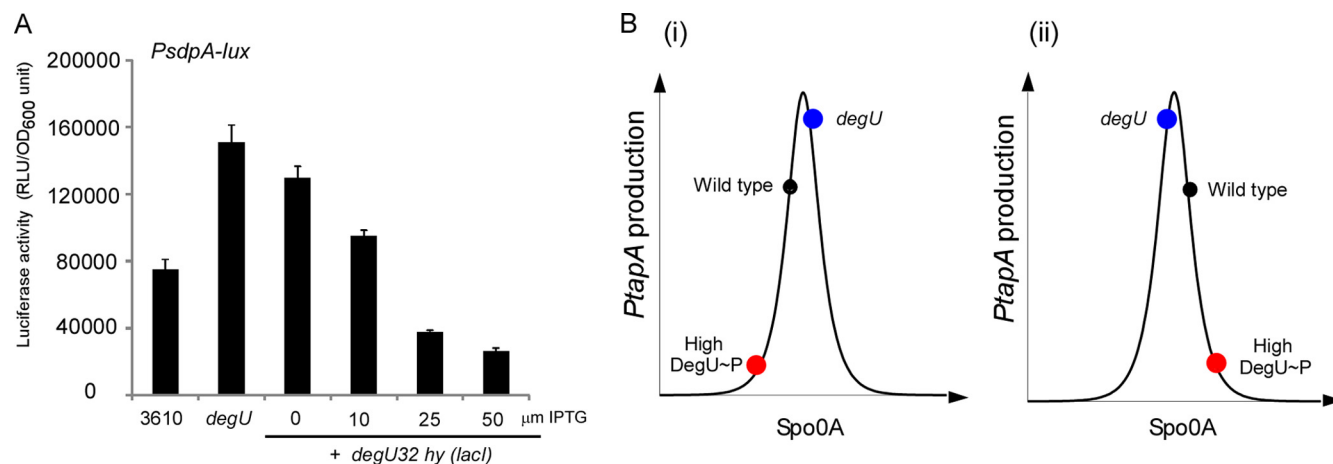 A
PsdpA-lux
Luciferase activity (RLU/OD600 unit)
200000
160000
120000
80000
40000
0
3610 degU 0 10 25 50 μm IPTG
+ degU32 hy (lacI)
B
(i)
PtapA production
degU
Wild type
High
DegU~P
Spo0A
(ii)
PtapA production
degU
Wild type
High
DegU~P
Spo0A